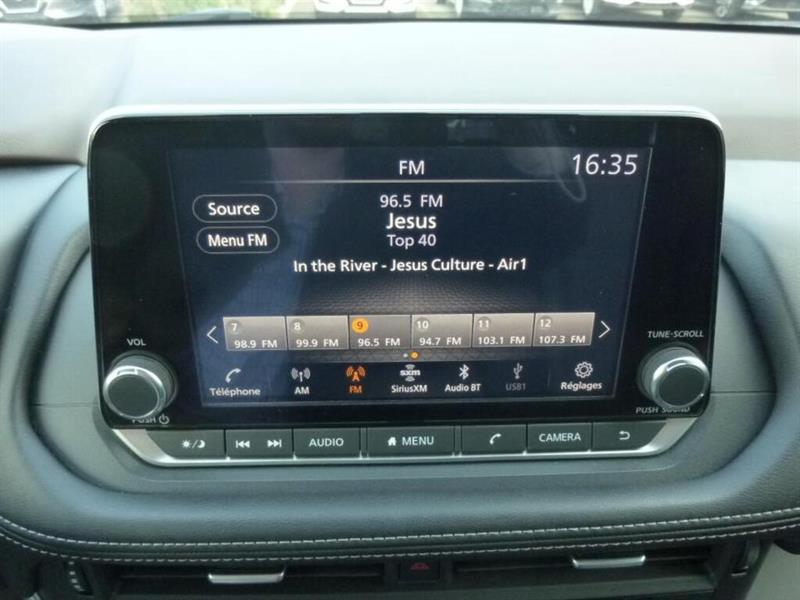 FM
16:35
Source
96.5 FM
Jesus
Menu FM
Top 40
In the River - Jesus Culture - Air1
7 8 9 10 11 12
98.9 FM 99.9 FM 96.5 FM 94.7 FM 103.1 FM 107.3 FM
VOL
TUNE·SCROLL
Téléphone AM FM sxm SiriusXM Audio BT USB1 Réglages
PUSH
PUSH SOUND
AUDIO MENU CAMERA